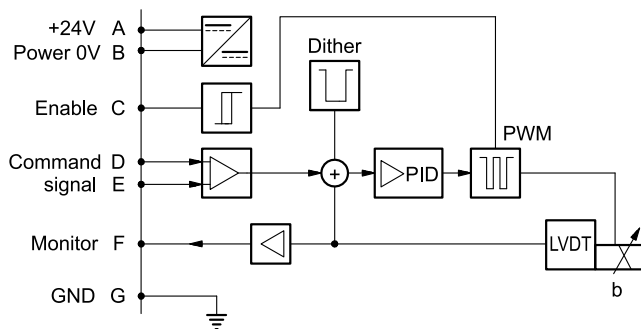 +24V A
Power 0V B
Dither
Enable C
PWM
Command D
signal E
+
PID
Monitor F
LVDT
b
GND G